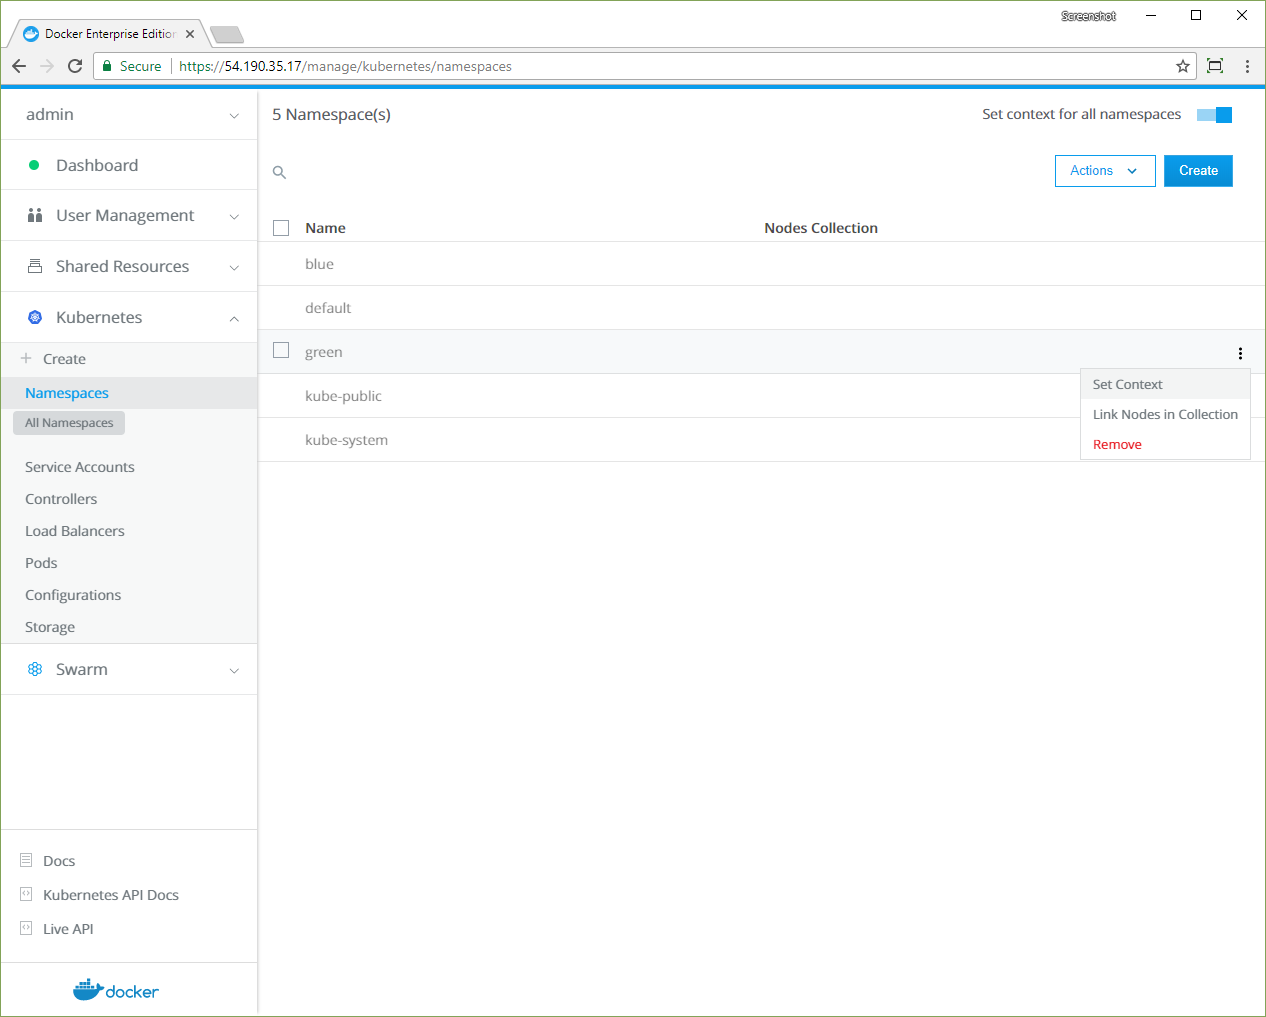 Screenshot
Docker Enterprise Edition
Secure
https://54.190.35.17/manage/kubernetes/namespaces
admin
Dashboard
User Management
Shared Resources
Kubernetes
Create
Namespaces
All Namespaces
Service Accounts
Controllers
Load Balancers
Pods
Configurations
Storage
Swarm
Docs
Kubernetes API Docs
Live API
docker
5 Namespace(s)
Set context for all namespaces
Actions
Create
Name Nodes Collection
blue
default
green
kube-public
kube-system
Set Context
Link Nodes in Collection
Remove